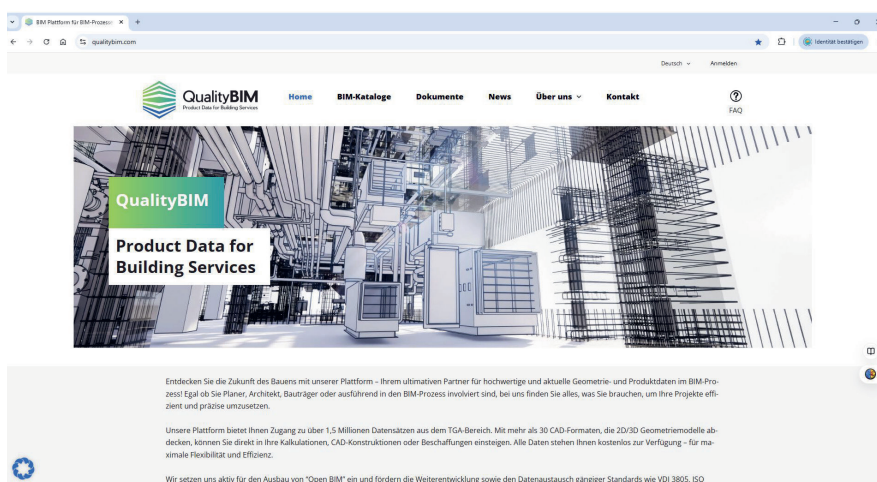 BIM Plattform für BIM-Prozesse
qualitybim.com
Identität bestätigen
Deutsch
Anmelden
QualityBIM
Product Data for Building Services
Home
BIM-Kataloge
Dokumente
News
Über uns
Kontakt
FAQ
QualityBIM
Product Data for
Building Services
Entdecken Sie die Zukunft des Bauens mit unserer Plattform – Ihrem ultimativen Partner für hochwertige und aktuelle Geometrie- und Produktdaten im BIM-Pro-
zess! Egal ob Sie Planer, Architekt, Bauträger oder ausführend in den BIM-Prozess involviert sind, bei uns finden Sie alles, was Sie brauchen, um Ihre Projekte effi-
zient und präzise umzusetzen.
Unsere Plattform bietet Ihnen Zugang zu über 1,5 Millionen Datensätzen aus dem TGA-Bereich. Mit mehr als 30 CAD-Formaten, die 2D/3D Geometriemodelle ab-
decken, können Sie direkt in Ihre Kalkulationen, CAD-Konstruktionen oder Beschaffungen einsteigen. Alle Daten stehen Ihnen kostenlos zur Verfügung – für ma-
ximale Flexibilität und Effizienz.
Wir setzen uns aktiv für den Ausbau von "Open BIM" ein und fördern die Weiterentwicklung sowie den Datenaustausch gängiger Standards wie VDI 3805, ISO